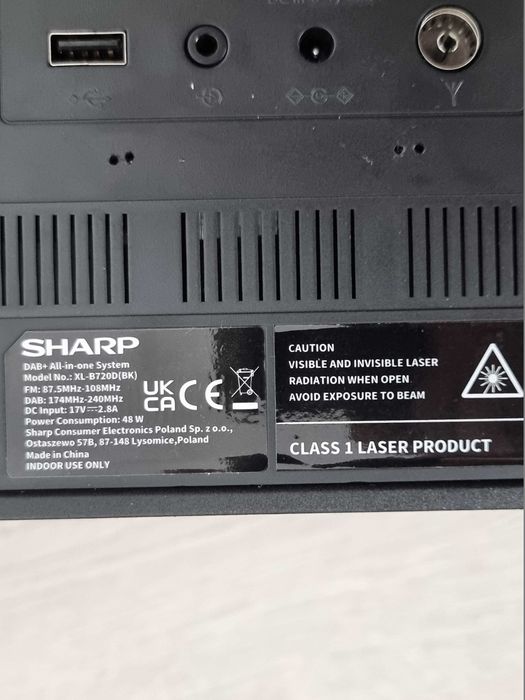 SHARP
DAB+ All-in-one System
Model No.: XL-B720D(BK)
FM: 87.5MHz-108MHz
DAB: 174MHz-240MHz
DC Input: 17V⎓2.8A
Power Consumption: 48 W
Sharp Consumer Electronics Poland Sp. z o.o.,
Ostaszewo 57B, 87-148 Lysomice,Poland
Made in China
INDOOR USE ONLY
UK
CA
CE
CAUTION
VISIBLE AND INVISIBLE LASER
RADIATION WHEN OPEN
AVOID EXPOSURE TO BEAM
CLASS 1 LASER PRODUCT